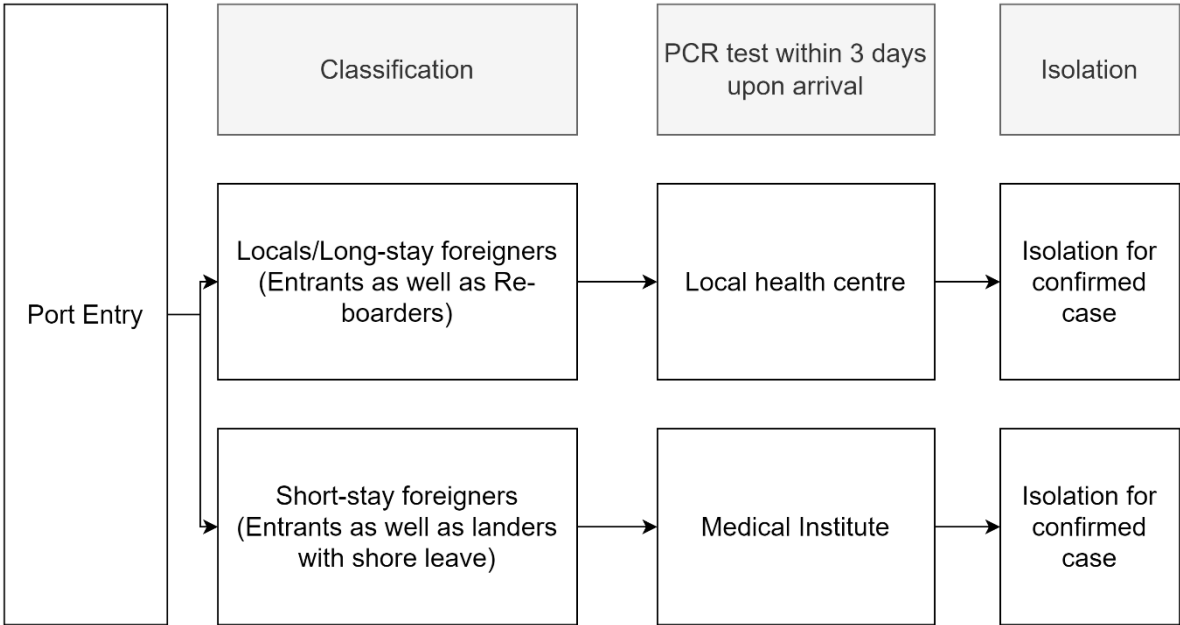 Classification
PCR test within 3 days
upon arrival
Isolation
Port Entry
Locals/Long-stay foreigners
(Entrants as well as Re-
boarders)
Local health centre
Isolation for
confirmed
case
Short-stay foreigners
(Entrants as well as landers
with shore leave)
Medical Institute
Isolation for
confirmed
case